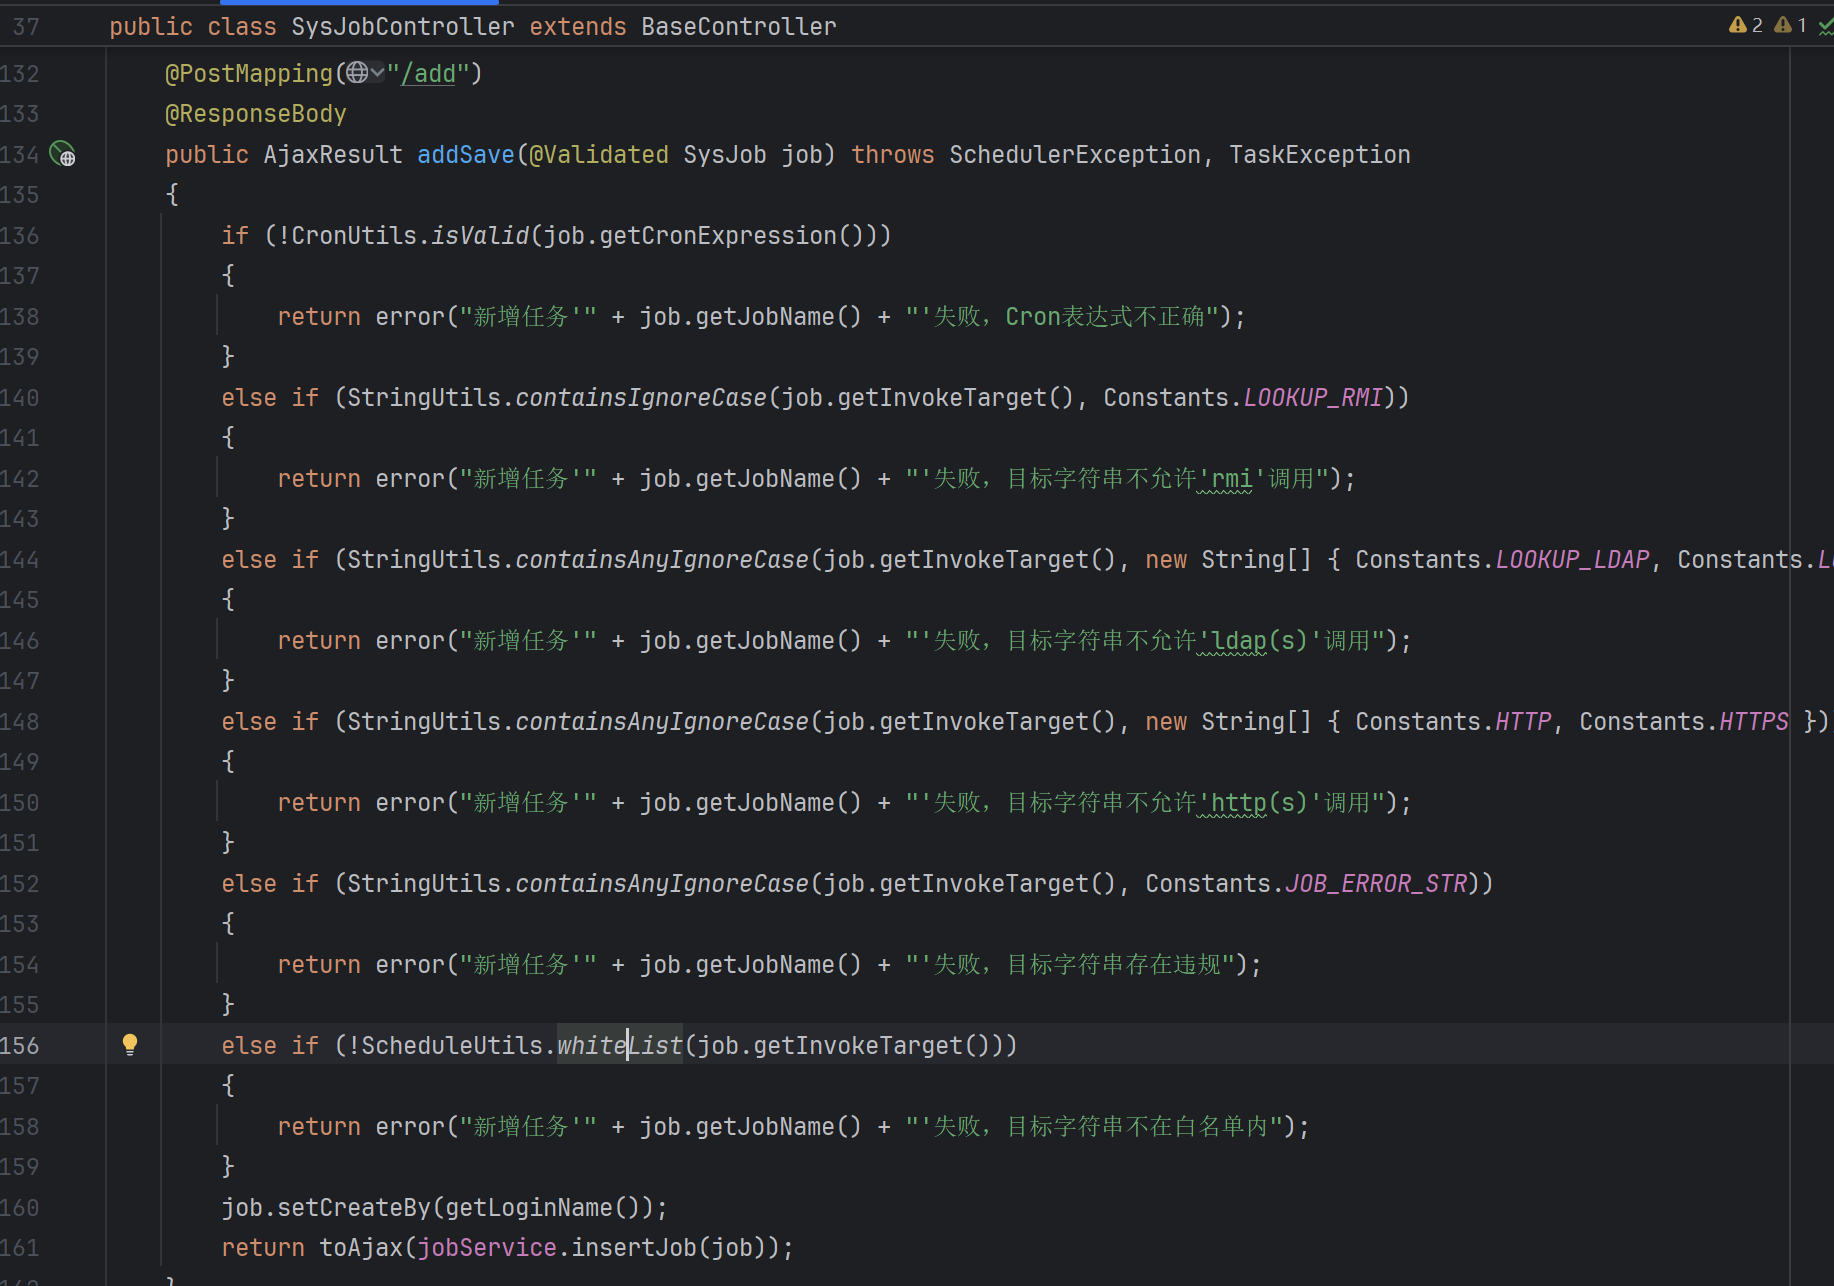 37 public class SysJobController extends BaseController 2 1
132 @PostMapping("/add")
133 @ResponseBody
134 public AjaxResult addSave(@Validated SysJob job) throws SchedulerException, TaskException
135 {
136 if (!CronUtils.isValid(job.getCronExpression()))
137 {
138 return error("新增任务'" + job.getJobName() + "'失败，Cron表达式不正确");
139 }
140 else if (StringUtils.containsIgnoreCase(job.getInvokeTarget(), Constants.LOOKUP_RMI))
141 {
142 return error("新增任务'" + job.getJobName() + "'失败，目标字符串不允许'rmi'调用");
143 }
144 else if (StringUtils.containsAnyIgnoreCase(job.getInvokeTarget(), new String[] { Constants.LOOKUP_LDAP, Constants.
145 {
146 return error("新增任务'" + job.getJobName() + "'失败，目标字符串不允许'ldap(s)'调用");
147 }
148 else if (StringUtils.containsAnyIgnoreCase(job.getInvokeTarget(), new String[] { Constants.HTTP, Constants.HTTPS })
149 {
150 return error("新增任务'" + job.getJobName() + "'失败，目标字符串不允许'http(s)'调用");
151 }
152 else if (StringUtils.containsAnyIgnoreCase(job.getInvokeTarget(), Constants.JOB_ERROR_STR))
153 {
154 return error("新增任务'" + job.getJobName() + "'失败，目标字符串存在违规");
155 }
156 else if (!ScheduleUtils.whiteList(job.getInvokeTarget()))
157 {
158 return error("新增任务'" + job.getJobName() + "'失败，目标字符串不在白名单内");
159 }
160 job.setCreateBy(getLoginName());
161 return toAjax(jobService.insertJob(job));